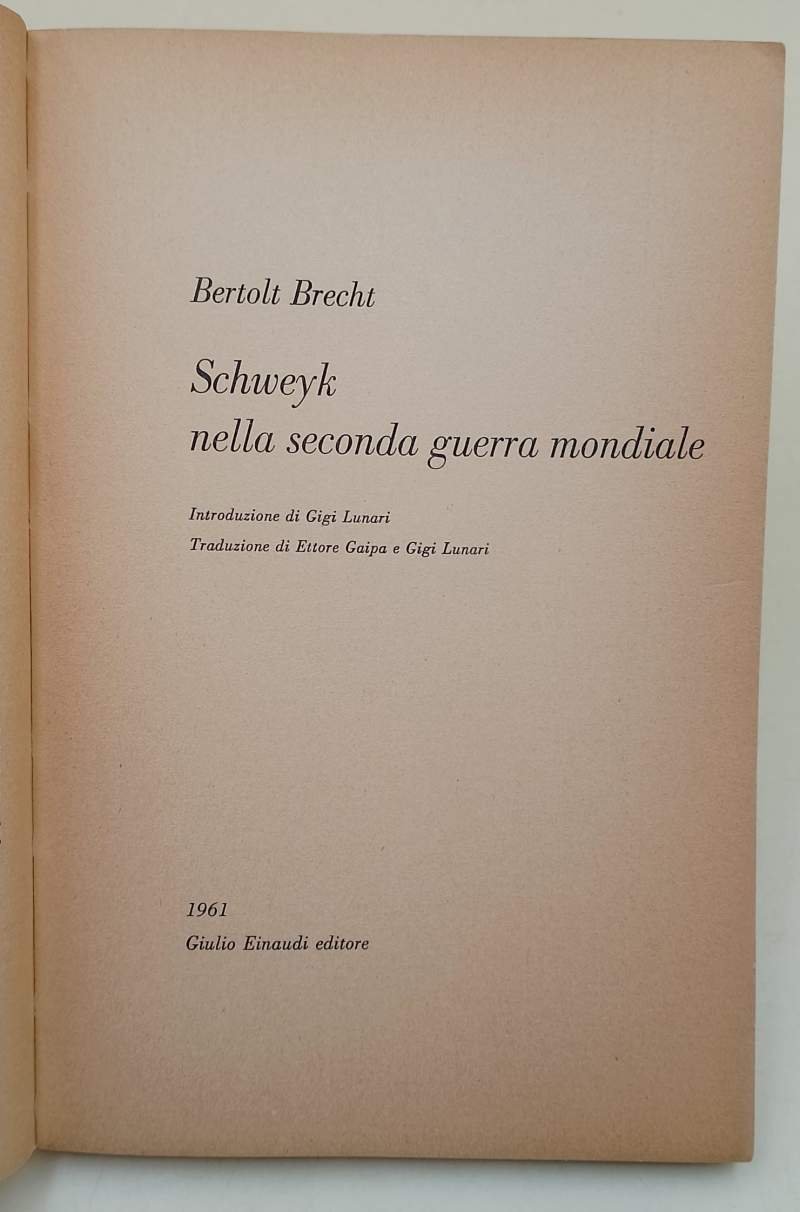 Bertolt Brecht
Schweyk
nella seconda guerra mondiale
Introduzione di Gigi Lunari
Traduzione di Ettore Gaipa e Gigi Lunari
1961
Giulio Einaudi editore